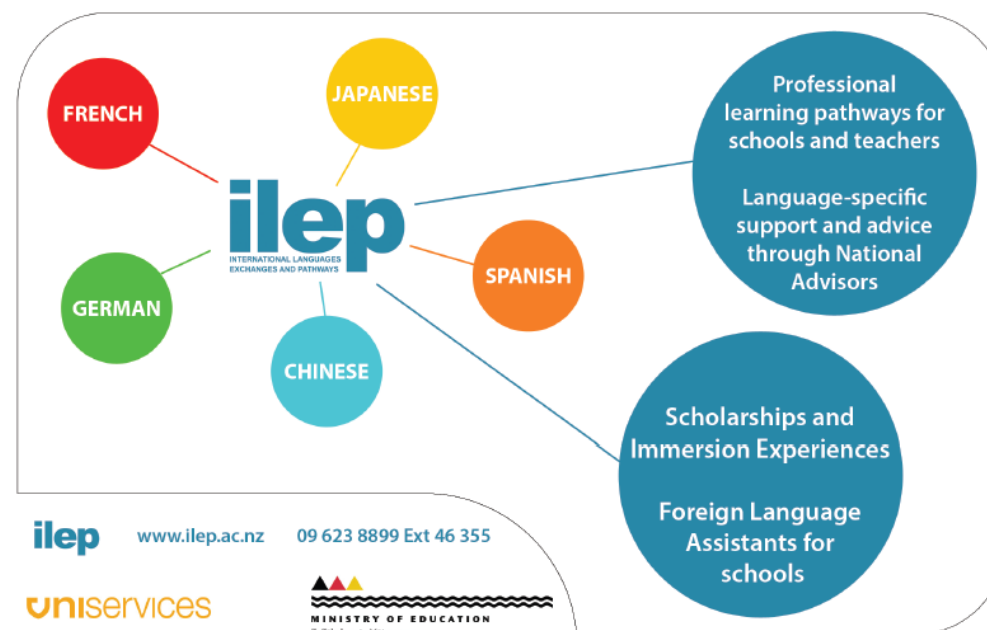 FRENCH
JAPANESE
ilep
INTERNATIONAL LANGUAGES
EXCHANGES AND PATHWAYS
GERMAN
SPANISH
CHINESE
Professional
learning pathways for
schools and teachers
Language-specific
support and advice
through National
Advisors
Scholarships and
Immersion Experiences
Foreign Language
Assistants for
schools
ilep
www.ilep.ac.nz
09 623 8899 Ext 46 355
UNISERVICES
MINISTRY OF EDUCATION